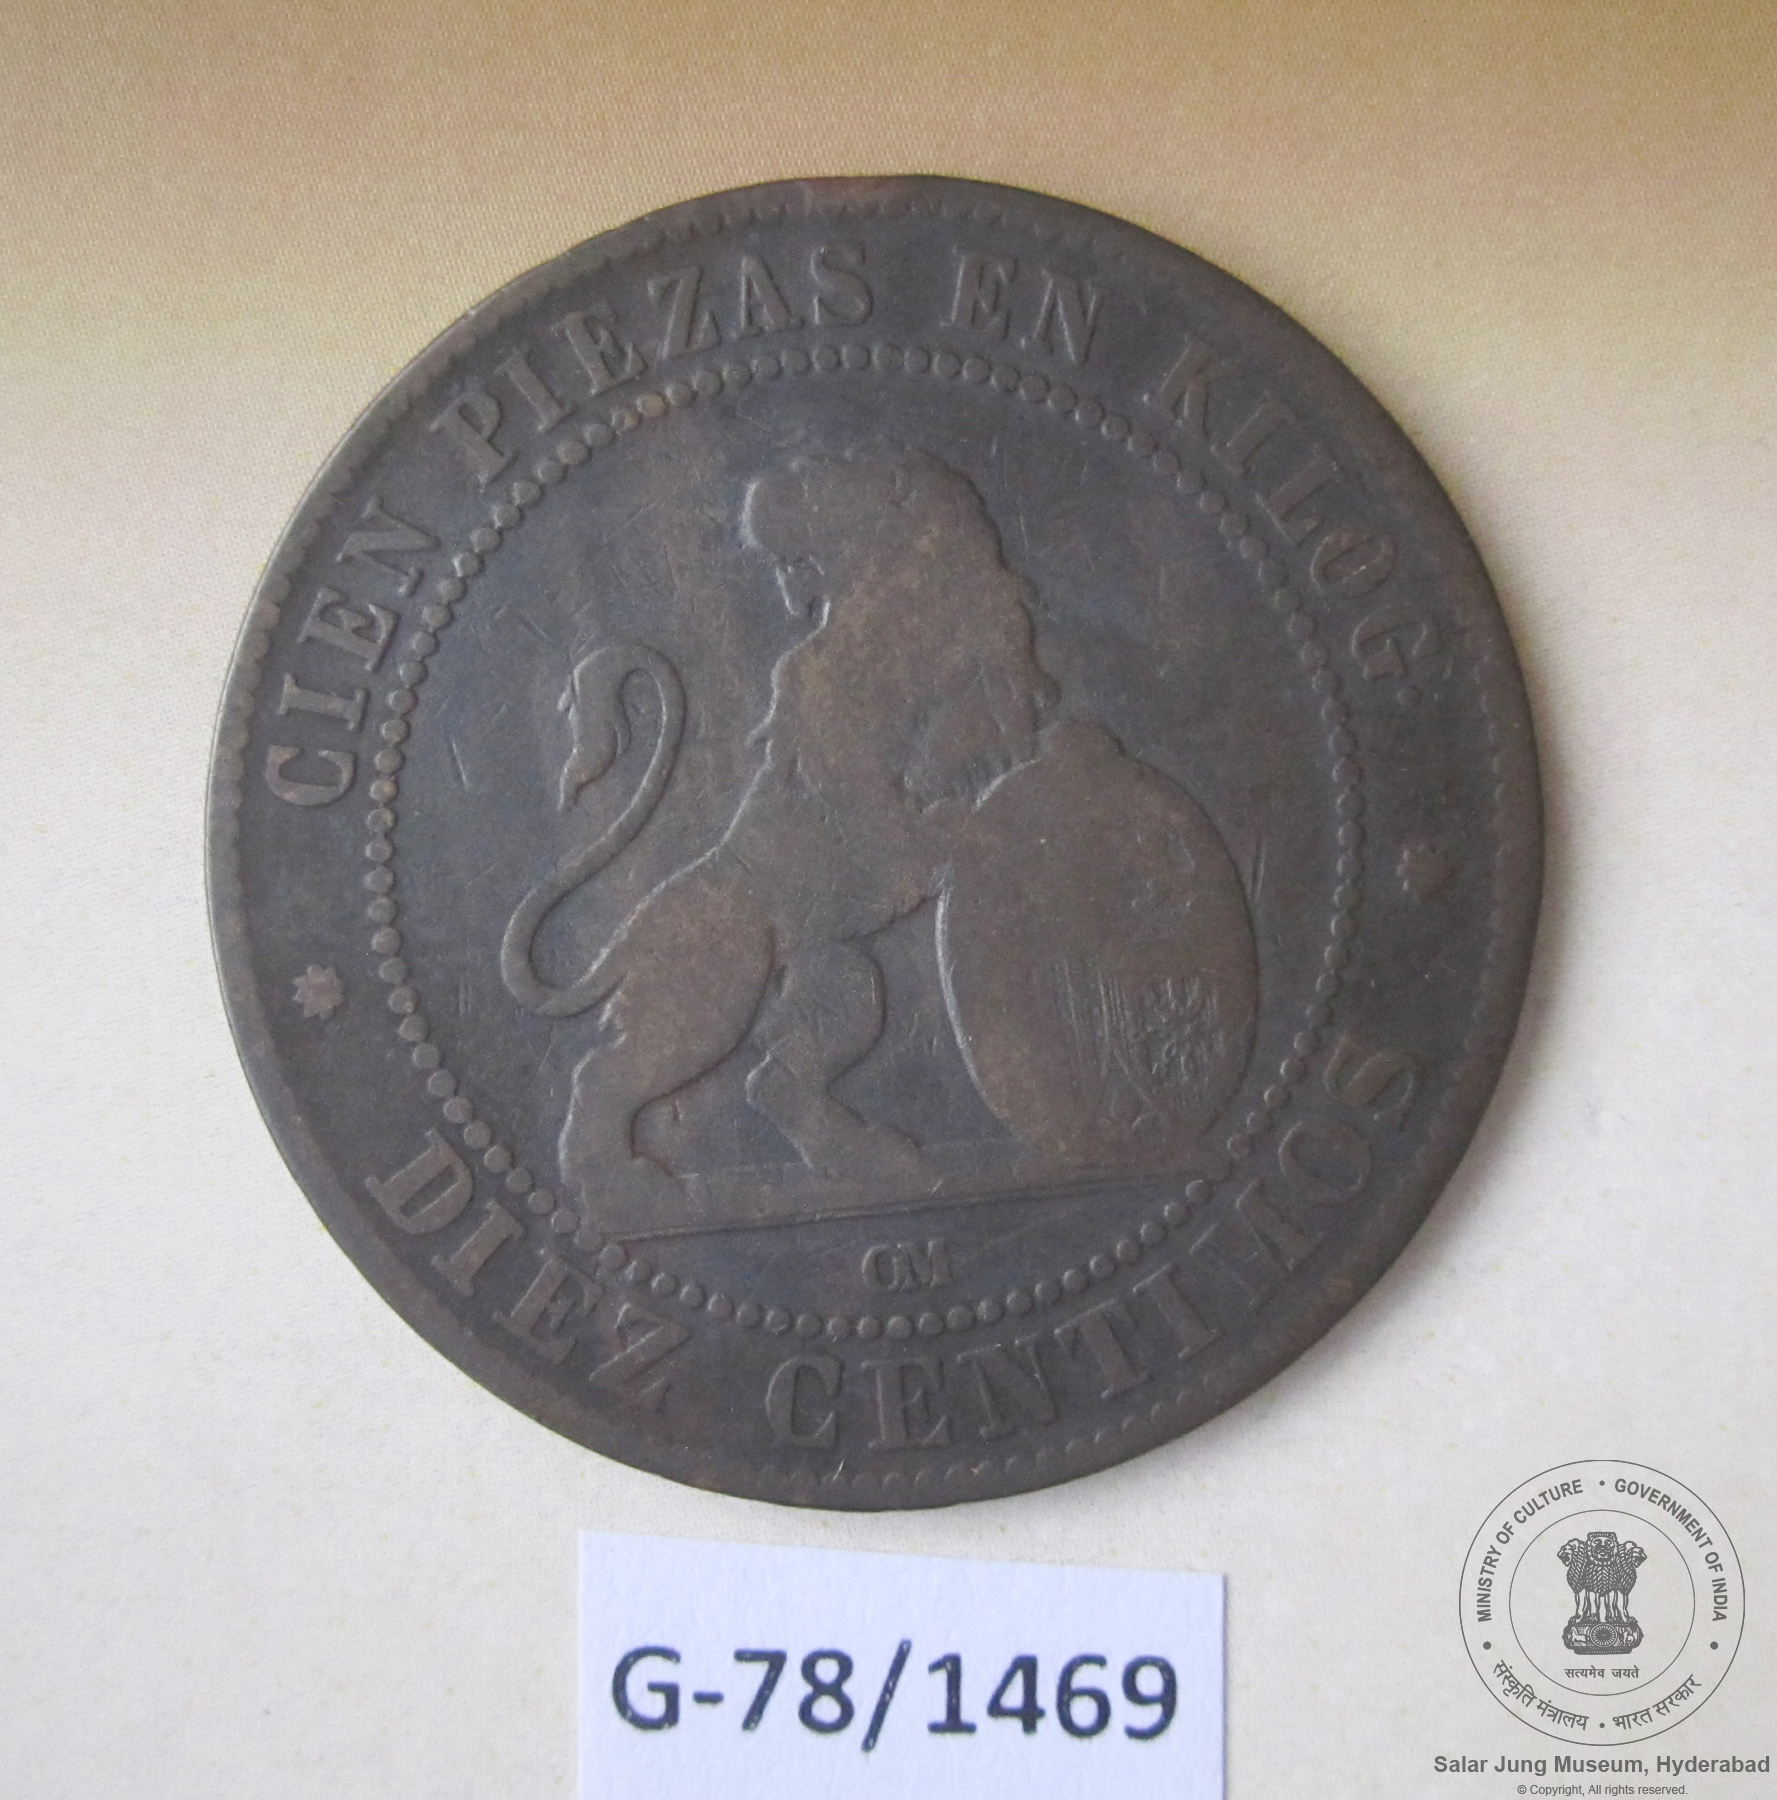 CIEN PIEZAS EN KILOG.
OM
DIEZ CENTIMOS
G-78/1469
MINISTRY OF CULTURE • GOVERNMENT OF INDIA
सत्यमेव जयते
संस्कृति मंत्रालय • भारत सरकार
Salar Jung Museum, Hyderabad
© Copyright, All rights reserved.